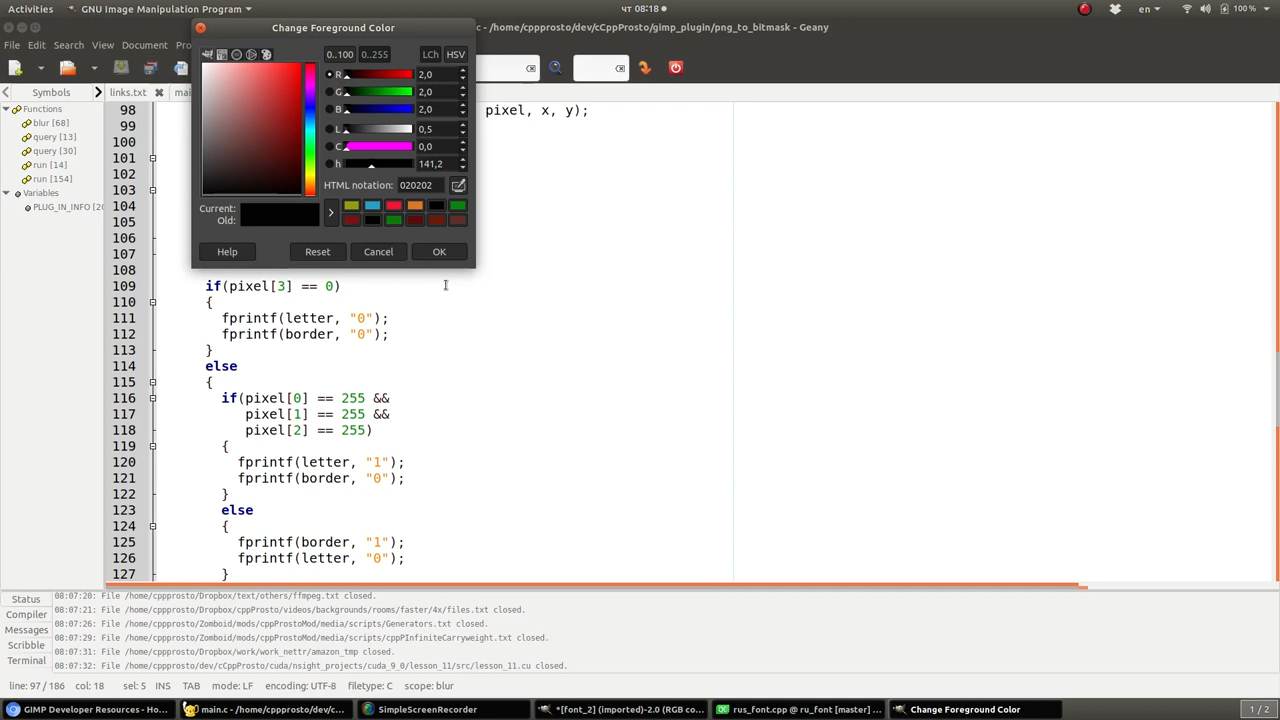 Activities GNU Image Manipulation Program чт 08:18 en 100 %
Change Foreground Color - /home/cppprosto/dev/cCppProsto/gimp_plugin/png_to_bitmask - Geany
File Edit Search View Document
0..100 0..255 LCh HSV
R 2,0
G 2,0
B 2,0
L 0,5
C 0,0
h 141,2
HTML notation: 020202
Current:
Old:
Help Reset Cancel OK
links.txt
Symbols
Functions
blur [68]
query [13]
query [30]
run [14]
run [154]
Variables
98 pixel, x, y);
99
100
101
102
103
104
105
106
107
108
109 if(pixel[3] == 0)
110 {
111 fprintf(letter, "0");
112 fprintf(border, "0");
113 }
114 else
115 {
116 if(pixel[0] == 255 &&
117 pixel[1] == 255 &&
118 pixel[2] == 255)
119 {
120 fprintf(letter, "1");
121 fprintf(border, "0");
122 }
123 else
124 {
125 fprintf(border, "1");
126 fprintf(letter, "0");
127 }
Status
Compiler
Messages
Scribble
Terminal
08:07:20: File /home/cppprosto/Dropbox/text/others/ffmpeg.txt closed.
08:07:21: File /home/cppprosto/Dropbox/cppProsto/videos/backgrounds/rooms/faster/4x/files.txt closed.
08:07:26: File /home/cppprosto/Zomboid/mods/cppProstoMod/media/scripts/Generators.txt closed.
08:07:29: File /home/cppprosto/Zomboid/mods/cppProstoMod/media/scripts/cppPInfiniteCarryweight.txt closed.
08:07:31: File /home/cppprosto/Dropbox/work/work_nettr/amazon_tmp closed.
08:07:32: File /home/cppprosto/dev/cCppProsto/cuda/nsight_projects/cuda_9_0/lesson_11/src/lesson_11.cu closed.
line: 97 / 186 col: 18 sel: 5 INS TAB mode: LF encoding: UTF-8 filetype: C scope: blur
GIMP Developer Resources - Ho... main.c - /home/cppprosto/dev/c... SimpleScreenRecorder *[font_2] (imported)-2.0 (RGB co... rus_font.cpp @ ru_font [master] ... Change Foreground Color 1 / 2